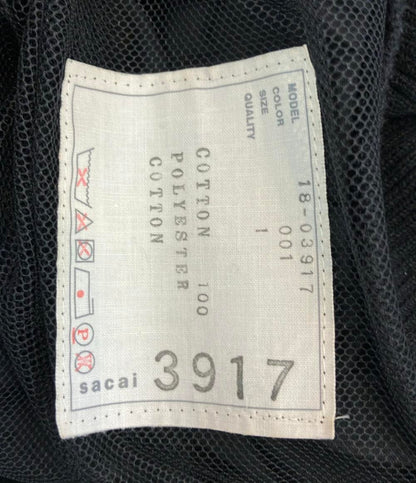 MODEL 18-03917
COLOR 001
SIZE 1
QUALITY
COTTON 100
POLYESTER
COTTON
P
sacai 3917